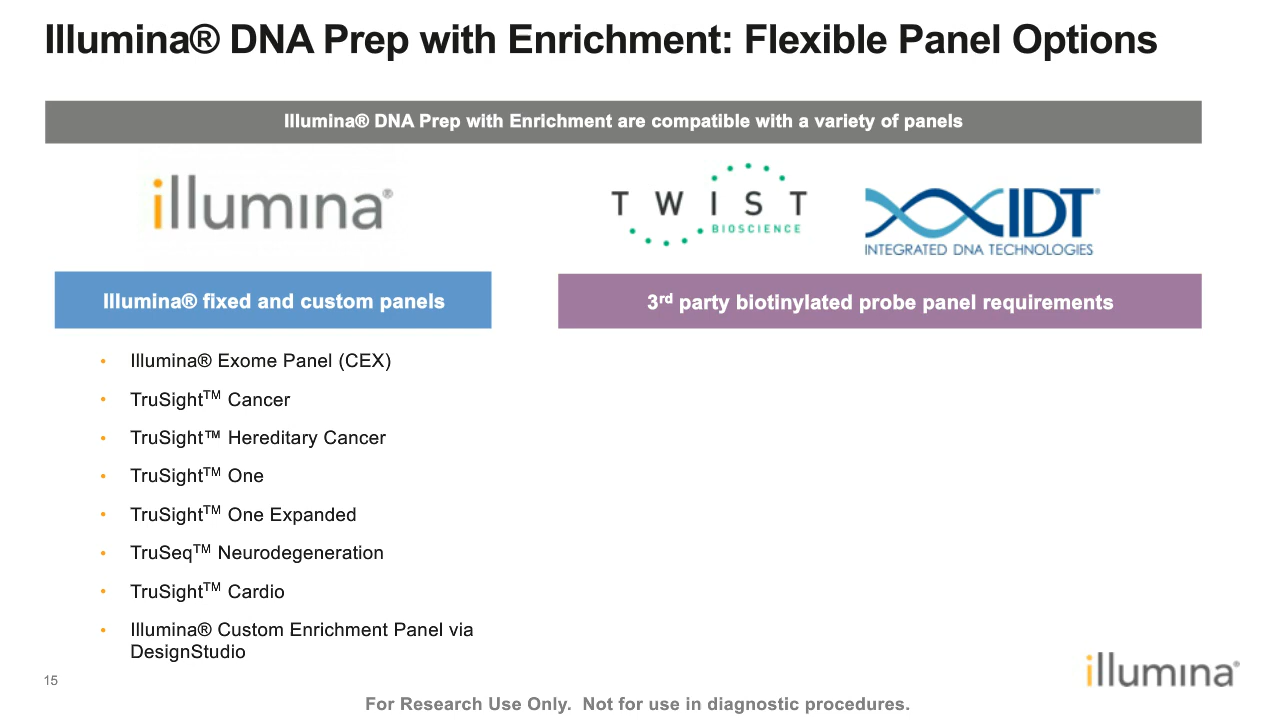 Illumina® DNA Prep with Enrichment: Flexible Panel Options
Illumina® DNA Prep with Enrichment are compatible with a variety of panels
illumina®
TWIST
BIOSCIENCE
IDT®
INTEGRATED DNA TECHNOLOGIES
Illumina® fixed and custom panels
3rd party biotinylated probe panel requirements
• Illumina® Exome Panel (CEX)
• TruSight™ Cancer
• TruSight™ Hereditary Cancer
• TruSight™ One
• TruSight™ One Expanded
• TruSeq™ Neurodegeneration
• TruSight™ Cardio
• Illumina® Custom Enrichment Panel via
DesignStudio
15
illumina®
For Research Use Only. Not for use in diagnostic procedures.